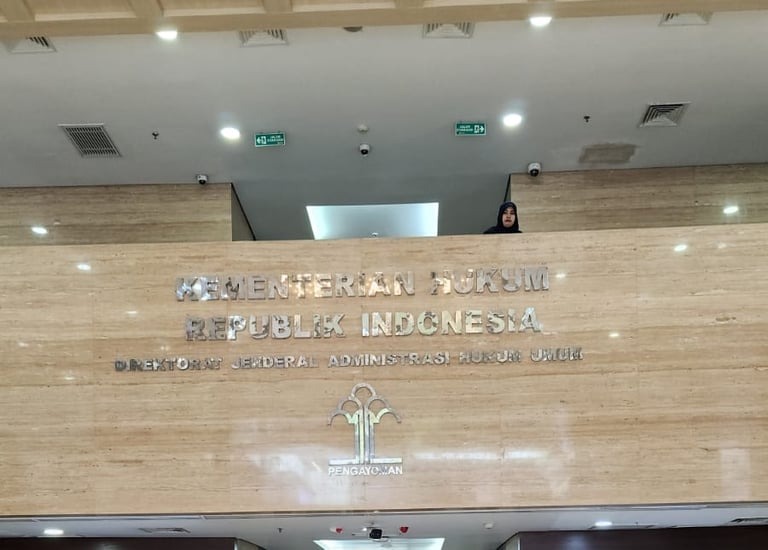 KEMENTERIAN HUKUM
REPUBLIK INDONESIA
DIREKTORAT JENDERAL ADMINISTRASI HUKUM UMUM
PENGAYOMAN